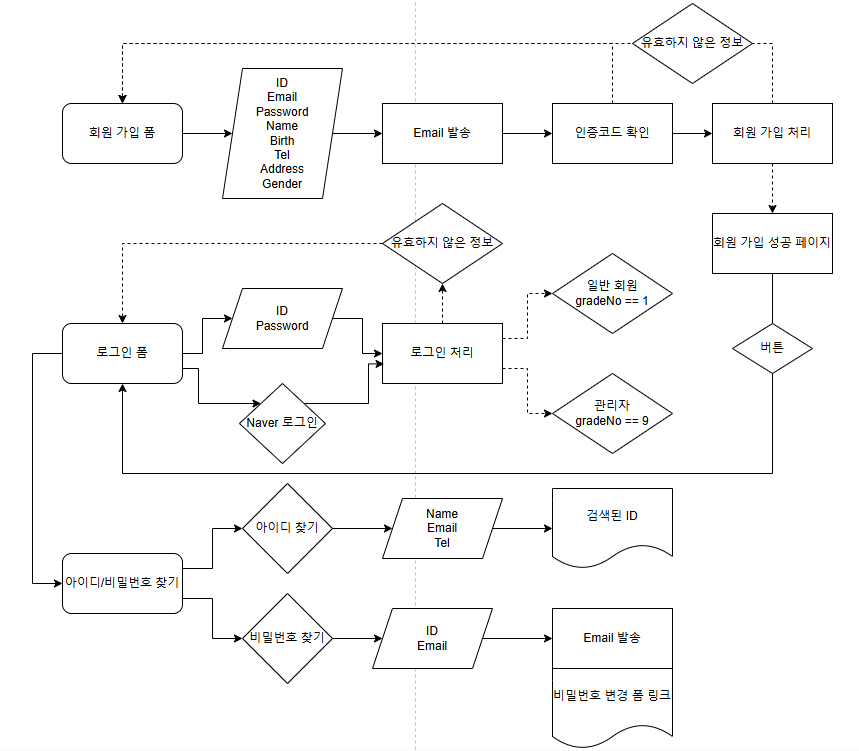 유효하지 않은 정보
회원 가입 폼
ID
Email
Password
Name
Birth
Tel
Address
Gender
Email 발송
인증코드 확인
회원 가입 처리
회원 가입 성공 페이지
유효하지 않은 정보
일반 회원
gradeNo == 1
ID
Password
로그인 폼
로그인 처리
버튼
Naver 로그인
관리자
gradeNo == 9
아이디 찾기
Name
Email
Tel
검색된 ID
아이디/비밀번호 찾기
비밀번호 찾기
ID
Email
Email 발송
비밀번호 변경 폼 링크